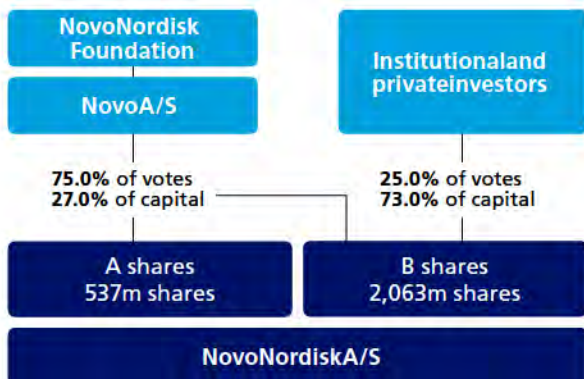 NovoNordisk
Foundation
NovoA/S
Institutionaland
privateinvestors
75.0% of votes
27.0% of capital
25.0% of votes
73.0% of capital
A shares
537m shares
B shares
2,063m shares
NovoNordiskA/S